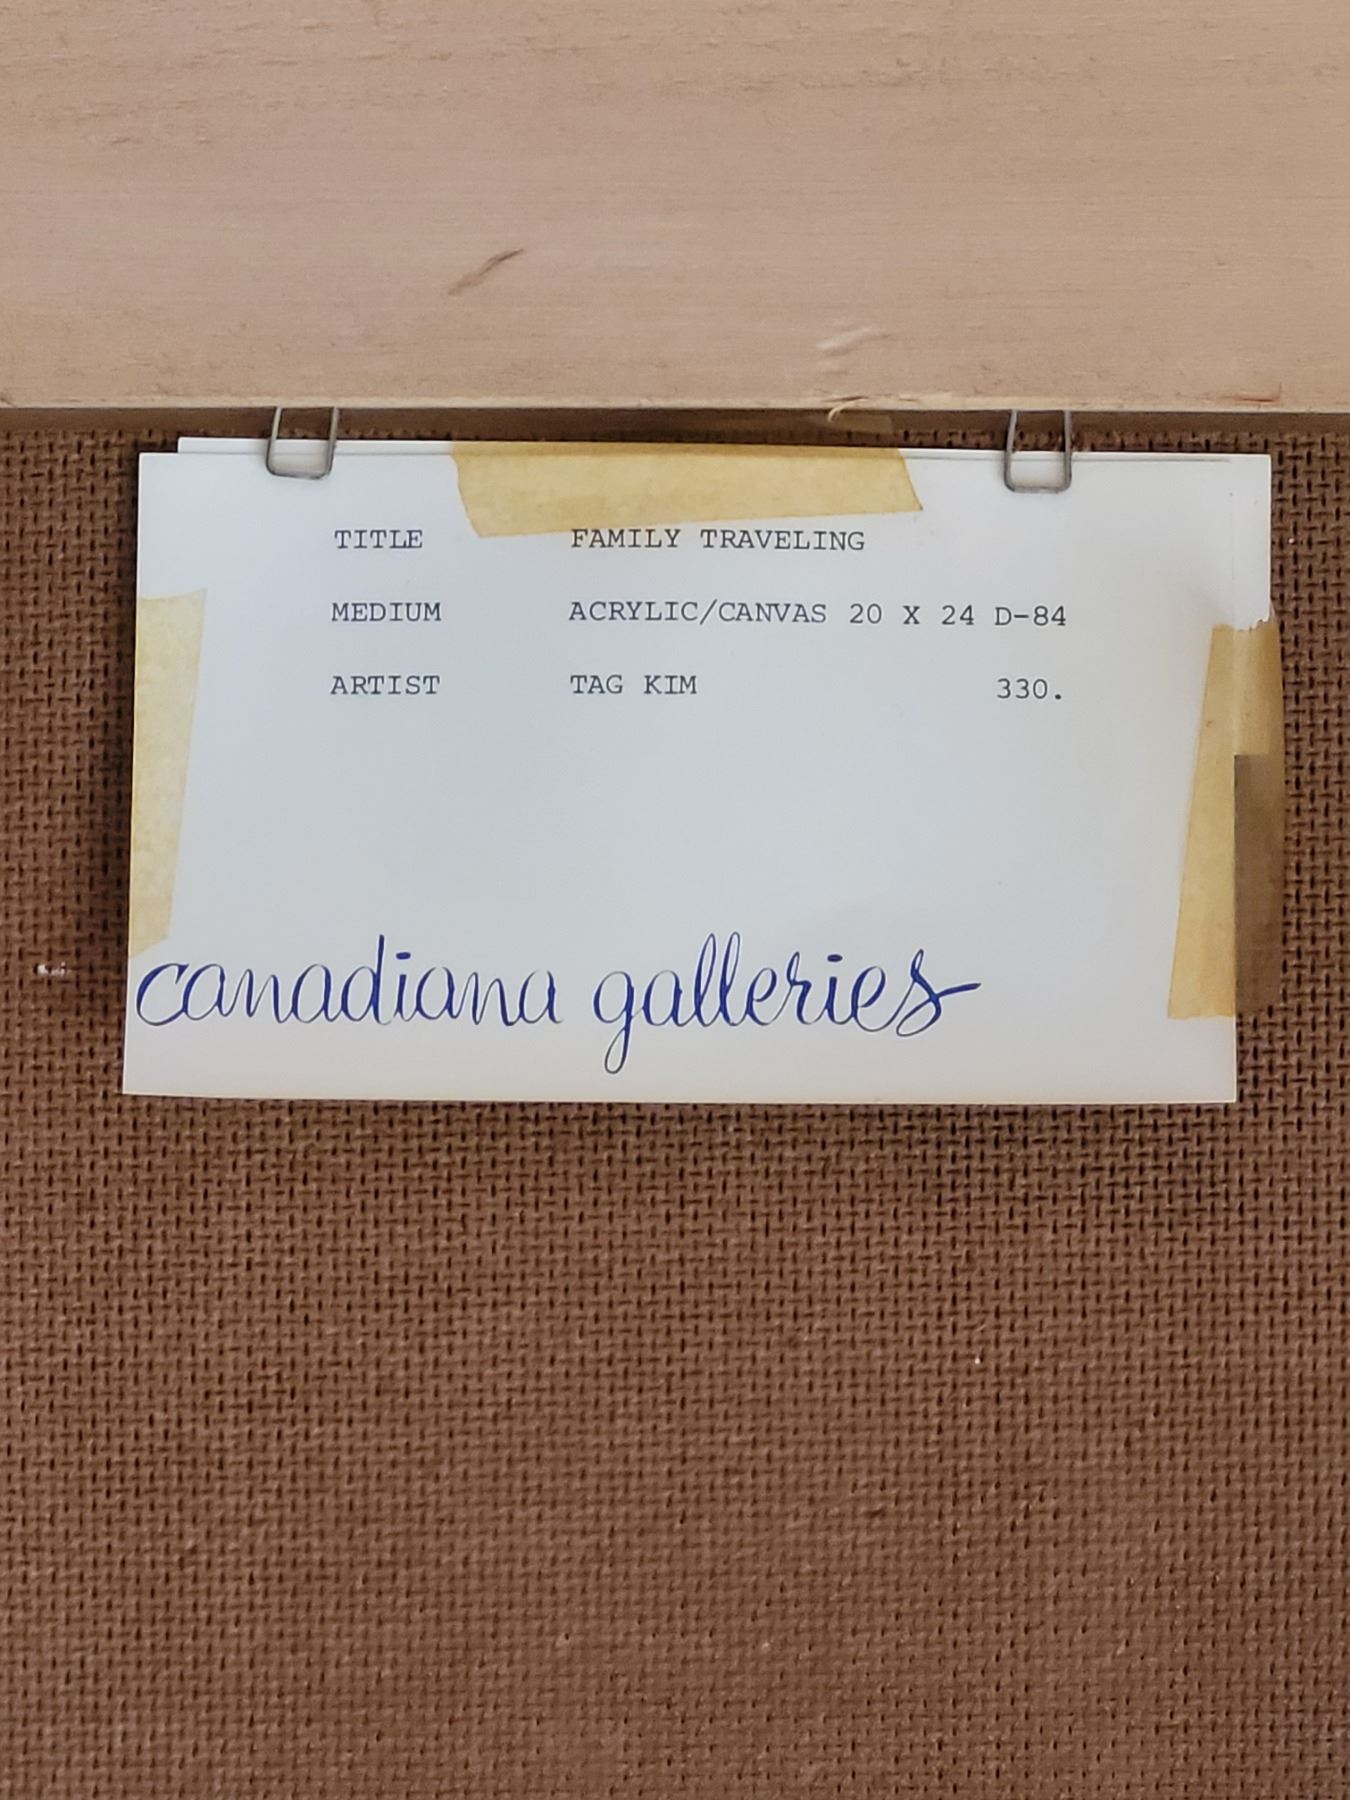 TITLE FAMILY TRAVELING
MEDIUM ACRYLIC/CANVAS 20 X 24 D-84
ARTIST TAG KIM 330.
canadiana galleries